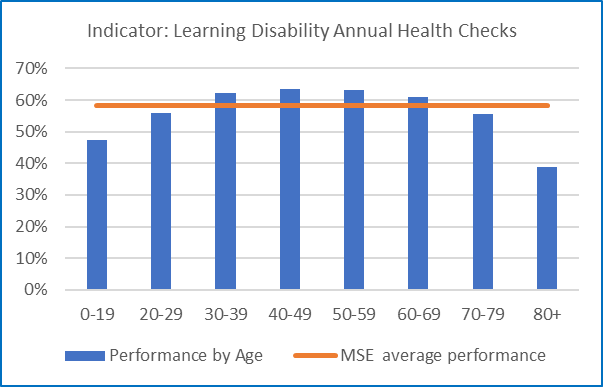 Indicator: Learning Disability Annual Health Checks
70%
60%
50%
40%
30%
20%
10%
0%
0-19 20-29 30-39 40-49 50-59 60-69 70-79 80+
Performance by Age MSE average performance